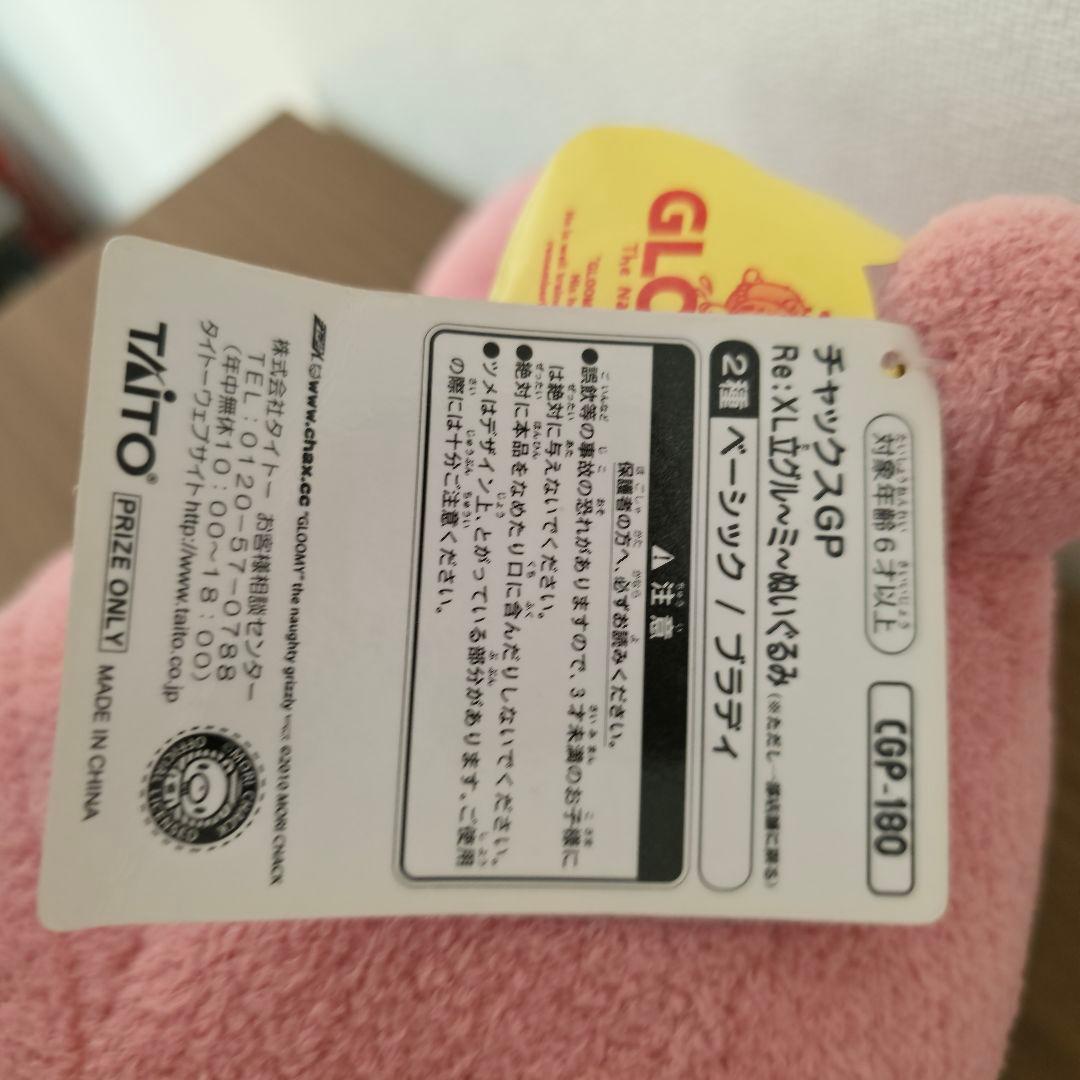 対象年齢6才以上
CGP-180
チャックスGP
Re:XL立グル〜ミ〜ぬいぐるみ
2種 ベーシック / ブラディ
⚠注意
保護者の方へ、必ずお読みください。
●誤飲等の事故の恐れがありますので、3才未満のお子様に
は絶対に与えないでください。
●絶対に本品をなめたり口に含んだりしないでください。
●ツメはデザイン上、とがっている部分があります。ご使用
の際には十分ご注意ください。
www.chax.cc "GLOOMY" the naughty grizzly ©2010 MORI CHACK
株式会社タイトー お客様相談センター
TEL:0120-57-0788
(年中無休10:00〜18:00)
タイトーウェブサイトhttp://www.taito.co.jp
TAITO®
PRIZE ONLY
MADE IN CHINA
The Na